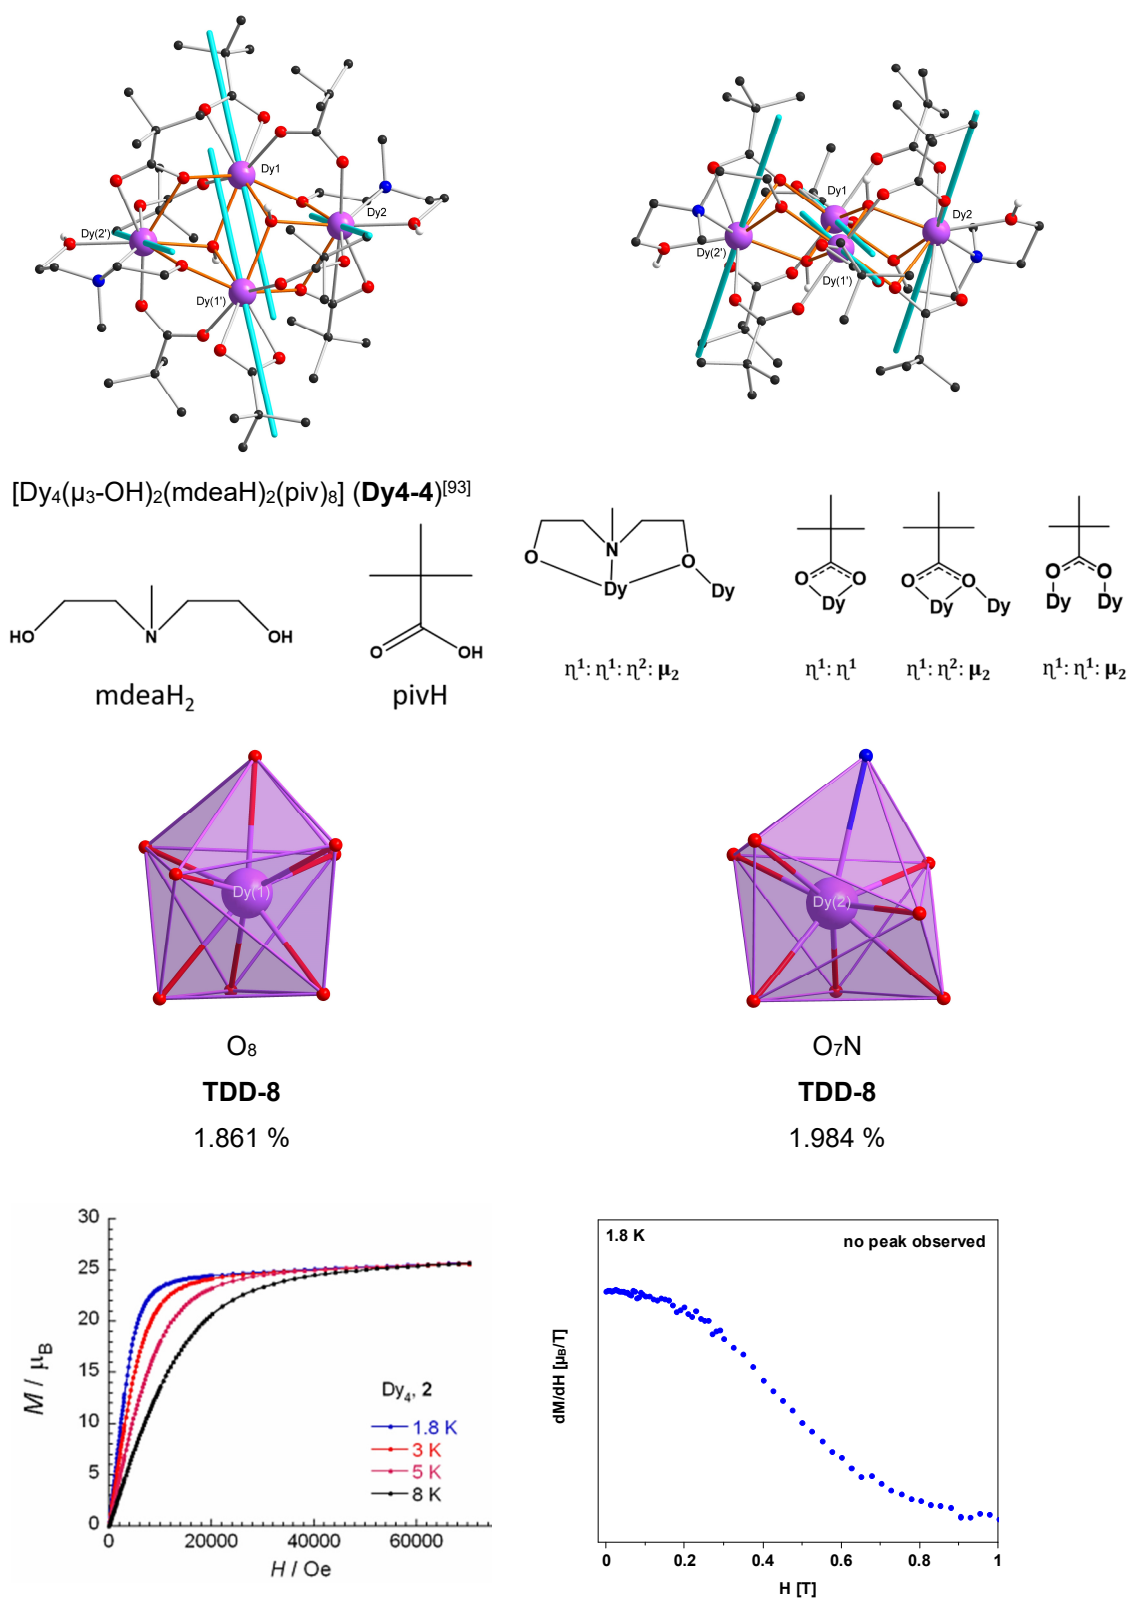 Dy1
Dy2
Dy(2')
Dy(1')
Dy1
Dy2
Dy(2')
Dy(1')
[Dy₄(μ₃-OH)₂(mdeaH)₂(piv)₈] (Dy4-4)[93]
HO N OH
mdeaH₂
O OH
pivH
O N O
Dy Dy
η¹: η¹: η²: μ₂
O O
Dy
η¹: η¹
O O
Dy Dy
η¹: η²: μ₂
O O
Dy Dy
η¹: η¹: μ₂
Dy(1)
O₈
TDD-8
1.861 %
Dy(2)
O₇N
TDD-8
1.984 %
30
25
20
15
10
5
0
M / μB
Dy₄, 2
1.8 K
3 K
5 K
8 K
0 20000 40000 60000
H / Oe
1.8 K
no peak observed
dM/dH [μB/T]
0 0.2 0.4 0.6 0.8 1
H [T]